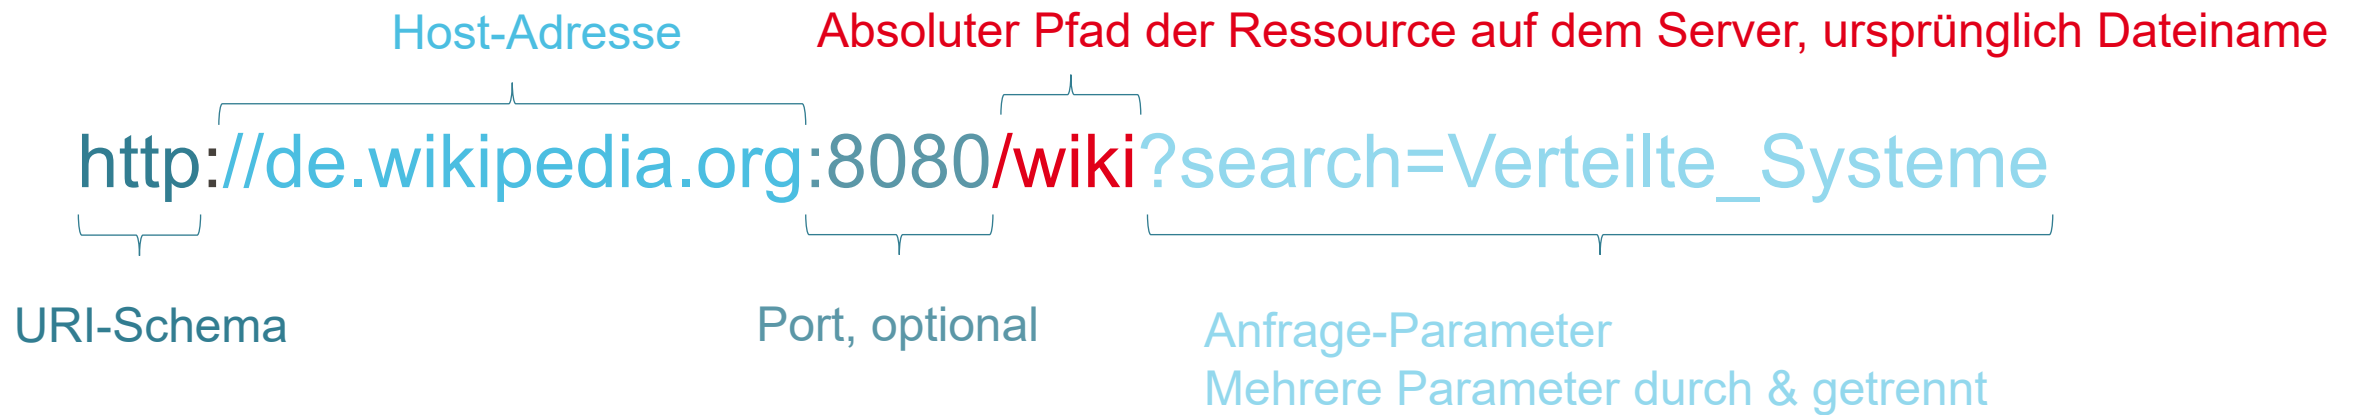 Host-Adresse
Absoluter Pfad der Ressource auf dem Server, ursprünglich Dateiname
http://de.wikipedia.org:8080/wiki?search=Verteilte_Systeme
URI-Schema
Port, optional
Anfrage-Parameter
Mehrere Parameter durch & getrennt